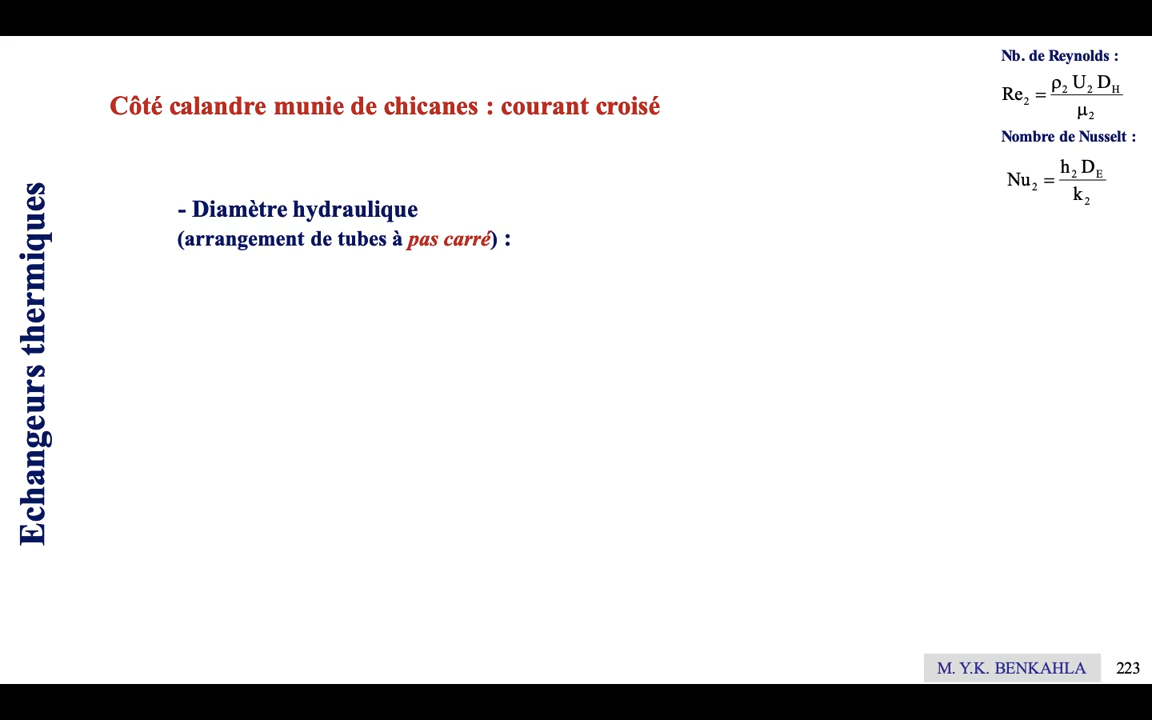 Nb. de Reynolds :
Côté calandre munie de chicanes : courant croisé
Re₂ = ρ₂ U₂ D_H / μ₂
Nombre de Nusselt :
Nu₂ = h₂ D_E / k₂
- Diamètre hydraulique
(arrangement de tubes à pas carré) :
Echangeurs thermiques
M. Y.K. BENKAHLA
223